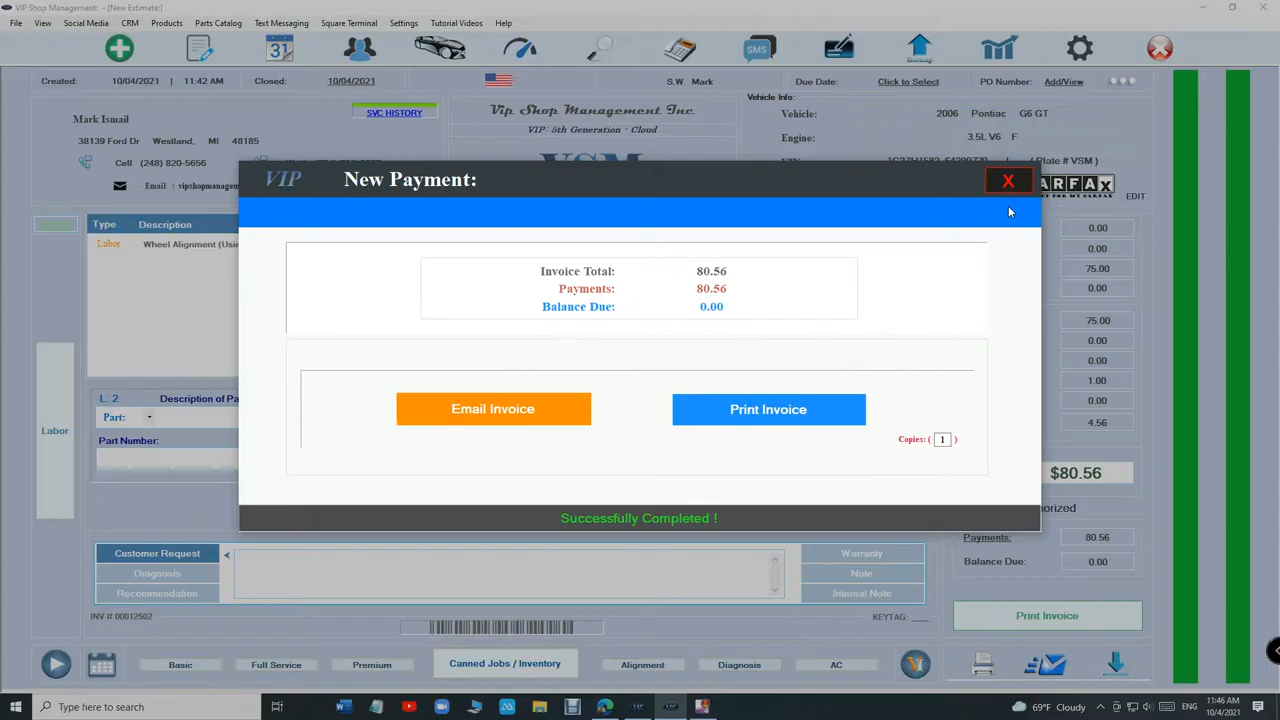 VIP Shop Management: - [New Estimate:]
File View Social Media CRM Products Parts Catalog Text Messaging Square Terminal Settings Tutorial Videos Help
31
SMS
Created: 10/04/2021 | 11:42 AM Closed: 10/04/2021 S.W. Mark Due Date: Click to Select PO Number: Add/View
Vehicle Info:
Mark Ismail
SVC HISTORY
Vip Shop Management Inc
Vehicle: 2006 Pontiac G6 GT
38139 Ford Dr Westland, MI 48185
VIP: 5th Generation - Cloud
Engine: 3.5L V6 F
Cell (248) 820-5656
VSM
( Plate # VSM )
Email : vipshopmanagem
EDIT
VIP New Payment: X
Type Description
Labor Wheel Alignment (Usin
0.00
0.00
75.00
0.00
Invoice Total: 80.56
Payments: 80.56
Balance Due: 0.00
75.00
0.00
0.00
1.00
0.00
4.56
L: 2 Description of Pa
Part:
Labor
Part Number:
Email Invoice Print Invoice
Copies: ( 1 )
$80.56
Successfully Completed !
horized
Payments: 80.56
Balance Due: 0.00
Customer Request
Diagnosis
Recommendation
Warranty
Note
Internal Note
INV # 00012502
KEYTAG: ____
Print Invoice
Basic Full Service Premium Canned Jobs / Inventory Alignment Diagnosis AC
Type here to search
69°F Cloudy
11:46 AM
10/4/2021